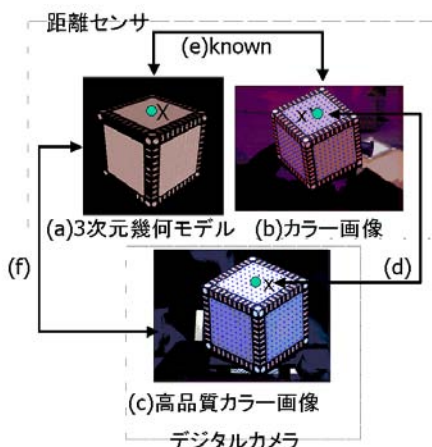 距離センサ
(e)known
X
x
(a)3次元幾何モデル
(b)カラー画像
(f)
(d)
x
(c)高品質カラー画像
デジタルカメラ